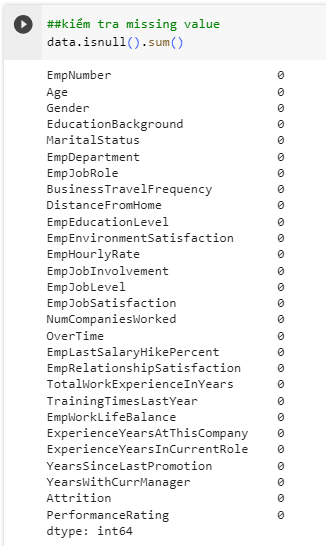 ##kiểm tra missing value
data.isnull().sum()
EmpNumber 0
Age 0
Gender 0
EducationBackground 0
MaritalStatus 0
EmpDepartment 0
EmpJobRole 0
BusinessTravelFrequency 0
DistanceFromHome 0
EmpEducationLevel 0
EmpEnvironmentSatisfaction 0
EmpHourlyRate 0
EmpJobInvolvement 0
EmpJobLevel 0
EmpJobSatisfaction 0
NumCompaniesWorked 0
OverTime 0
EmpLastSalaryHikePercent 0
EmpRelationshipSatisfaction 0
TotalWorkExperienceInYears 0
TrainingTimesLastYear 0
EmpWorkLifeBalance 0
ExperienceYearsAtThisCompany 0
ExperienceYearsInCurrentRole 0
YearsSinceLastPromotion 0
YearsWithCurrManager 0
Attrition 0
PerformanceRating 0
dtype: int64